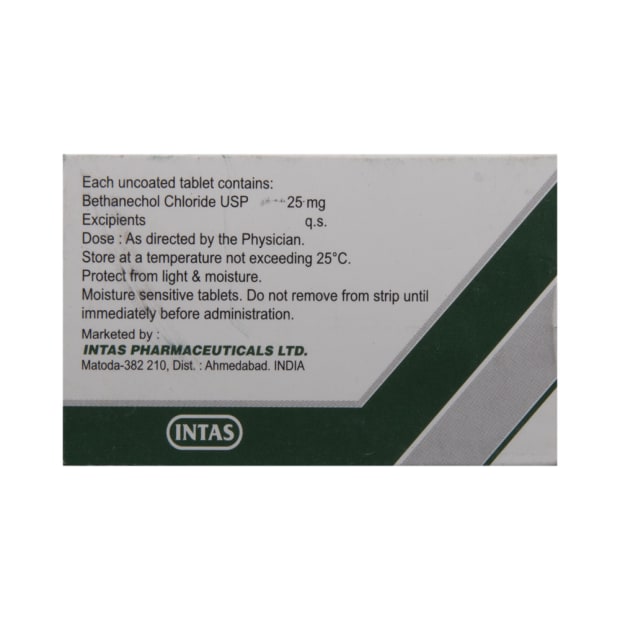 Each uncoated tablet contains:
Bethanechol Chloride USP 25 mg
Excipients q.s.
Dose : As directed by the Physician.
Store at a temperature not exceeding 25°C.
Protect from light & moisture.
Moisture sensitive tablets. Do not remove from strip until
immediately before administration.
Marketed by :
INTAS PHARMACEUTICALS LTD.
Matoda-382 210, Dist. : Ahmedabad. INDIA
INTAS